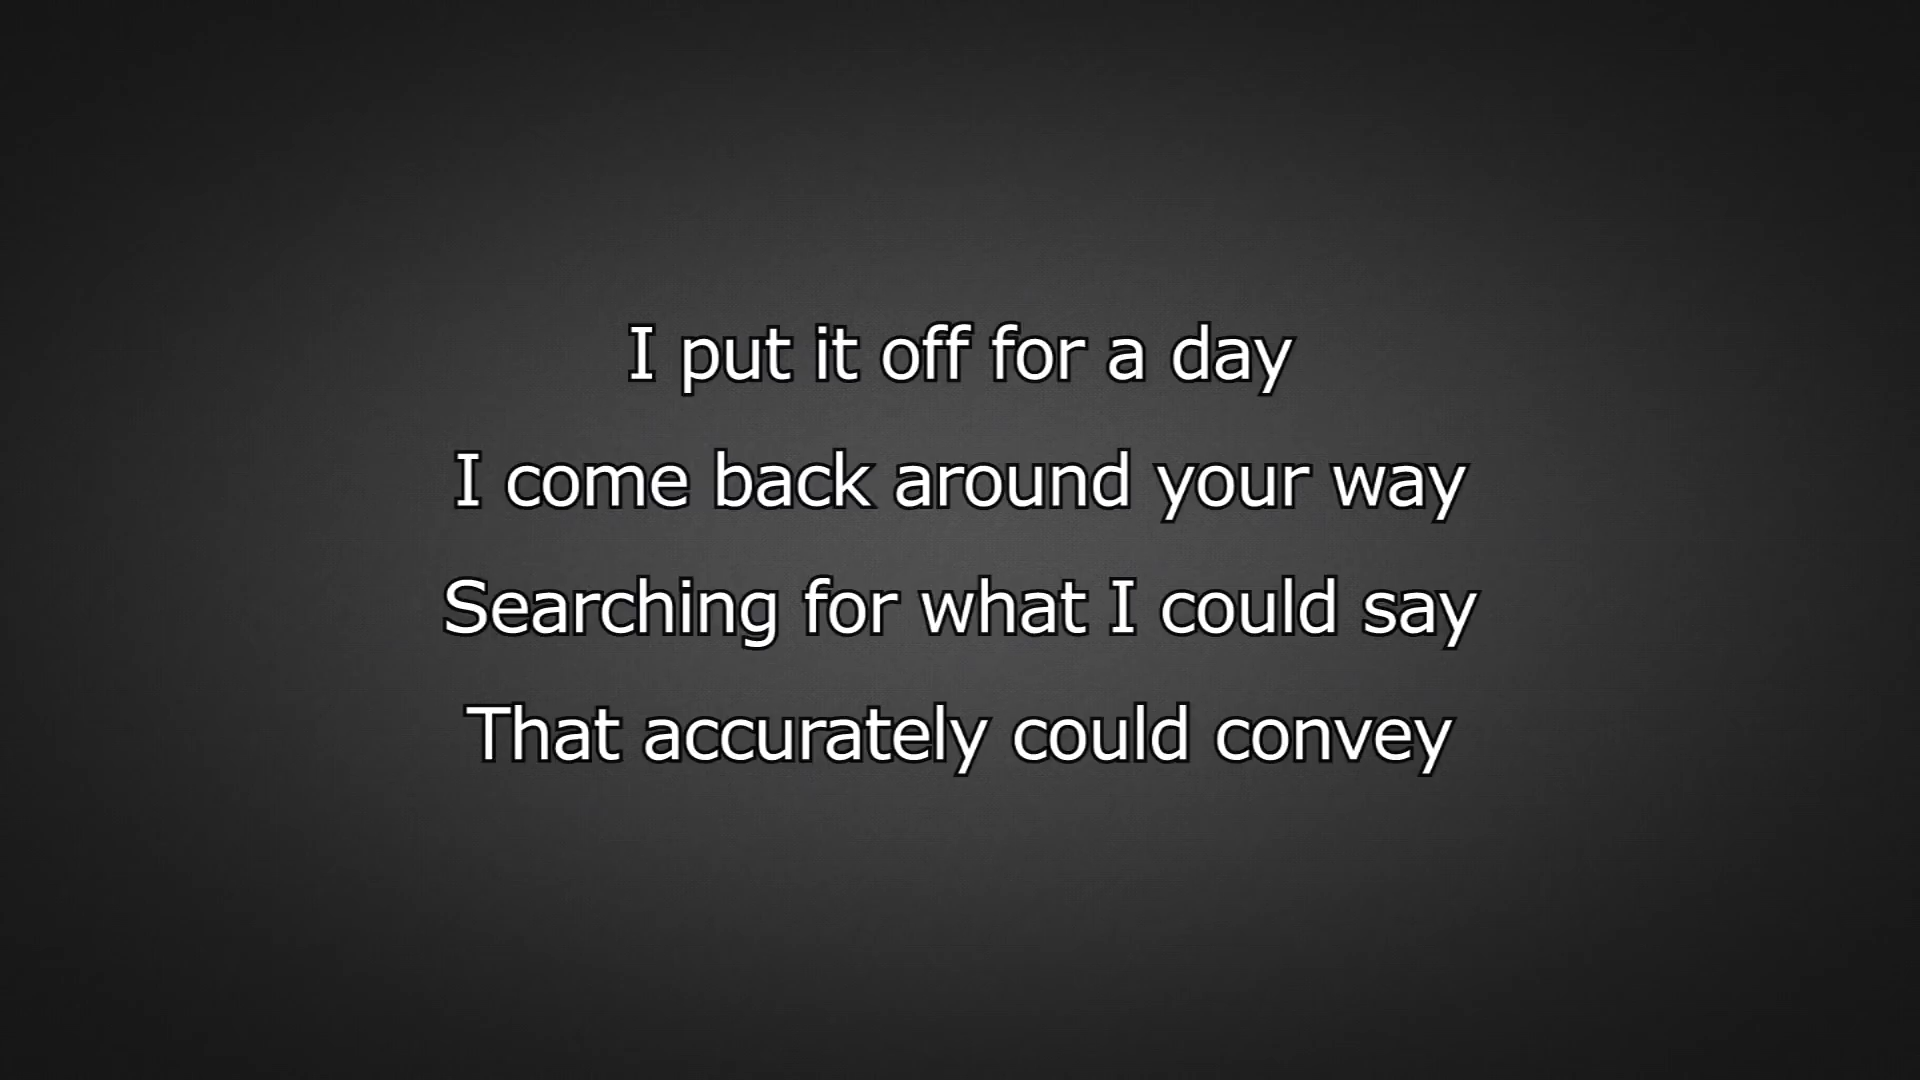 I put it off for a day
I come back around your way
Searching for what I could say
That accurately could convey